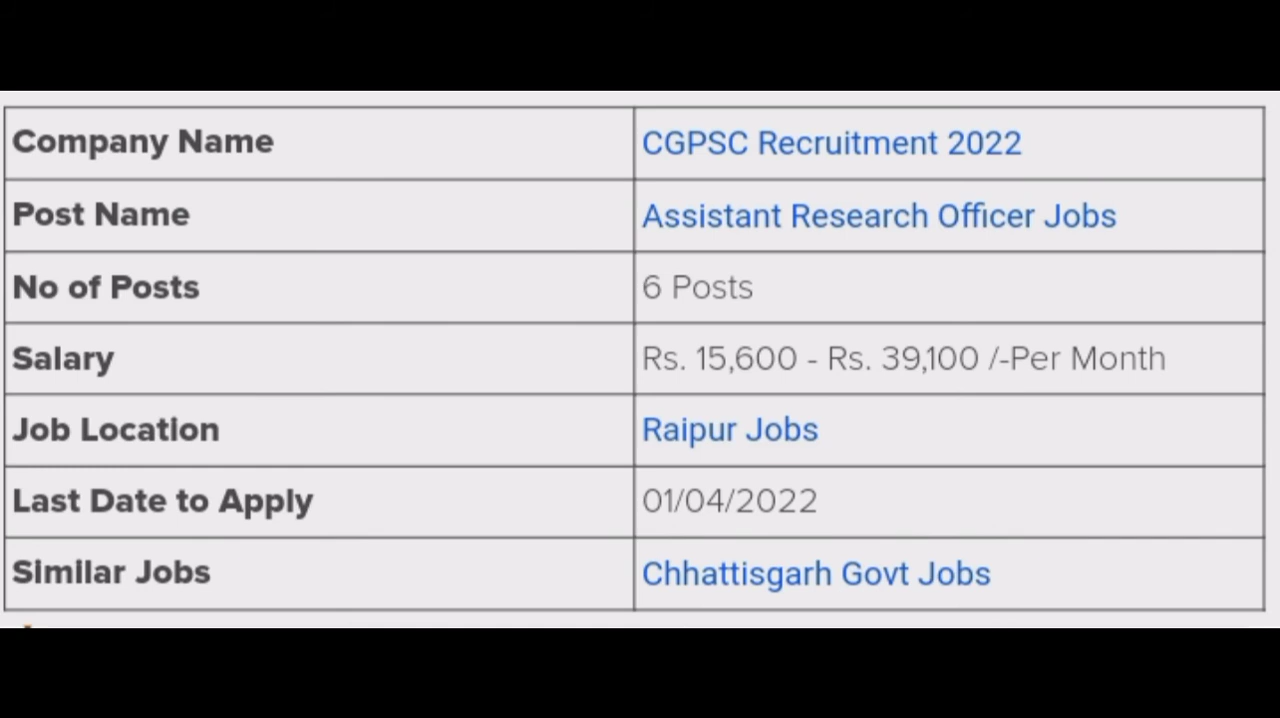 Company Name CGPSC Recruitment 2022
Post Name Assistant Research Officer Jobs
No of Posts 6 Posts
Salary Rs. 15,600 - Rs. 39,100 /-Per Month
Job Location Raipur Jobs
Last Date to Apply 01/04/2022
Similar Jobs Chhattisgarh Govt Jobs